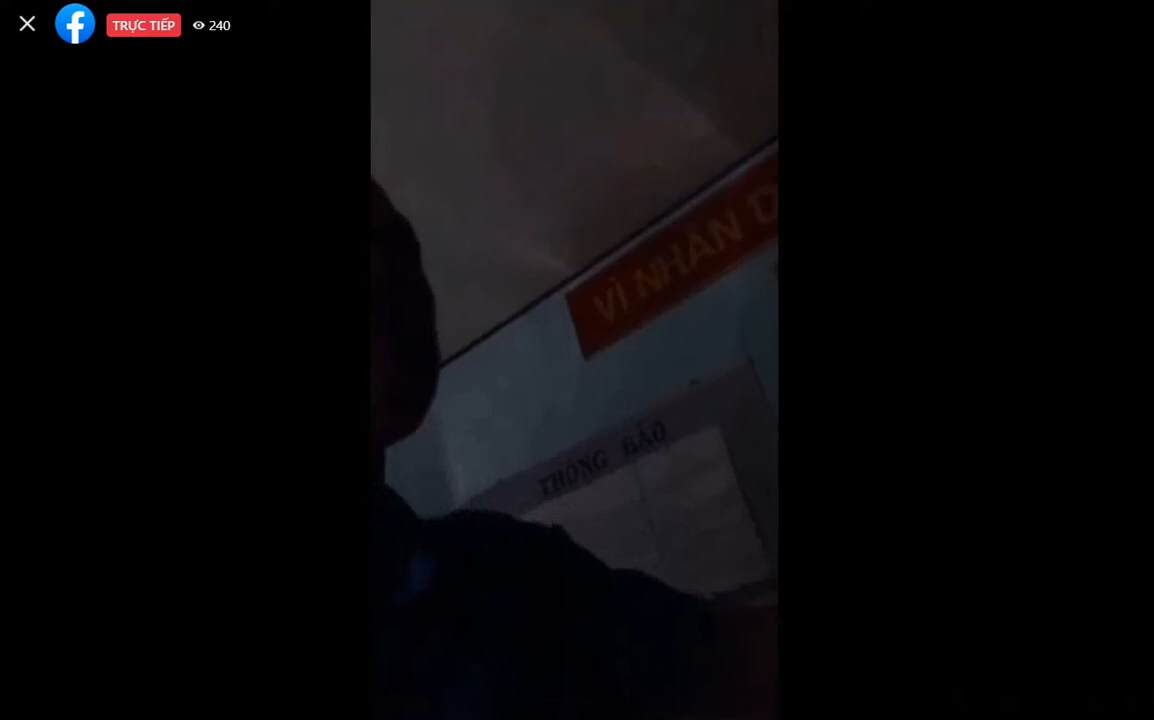 TRỰC TIẾP
240
VÌ NHÂN D
THÔNG BÁO